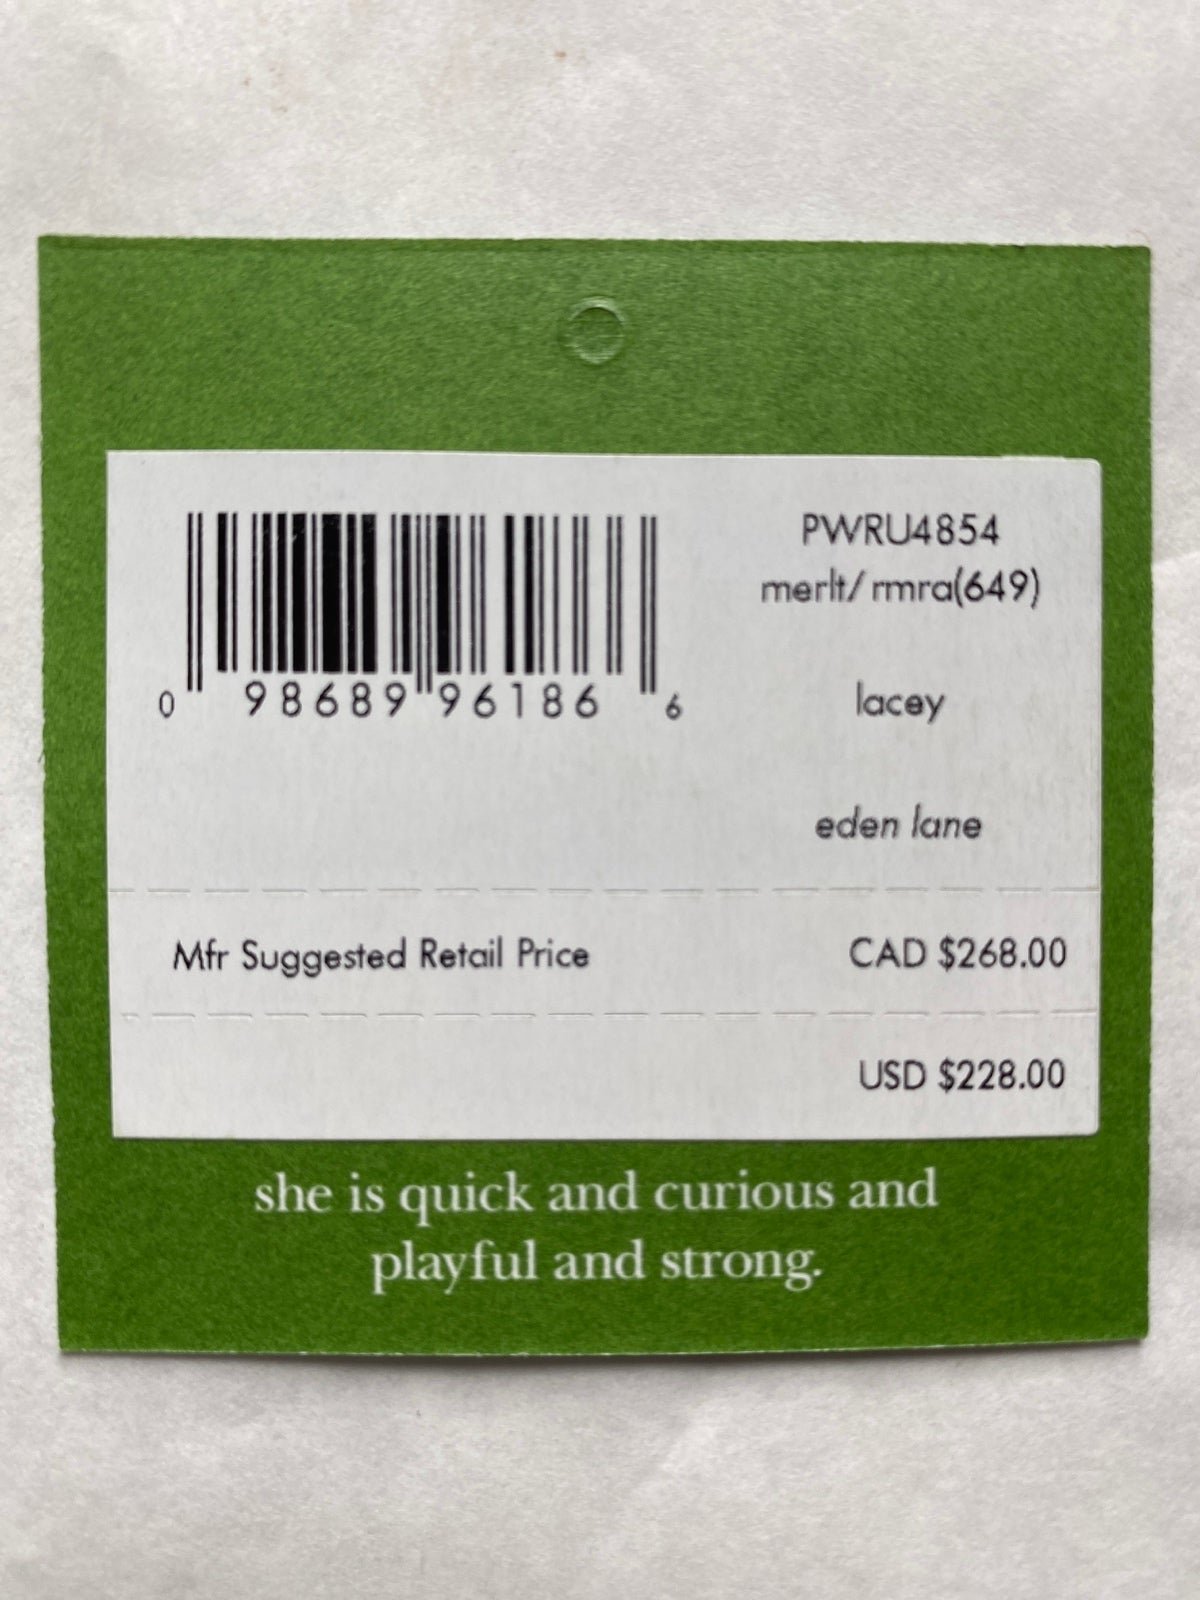 PWRU4854
merlt/rmra(649)
0 98689 96186 6
lacey
eden lane
Mfr Suggested Retail Price CAD $268.00
USD $228.00
she is quick and curious and
playful and strong.